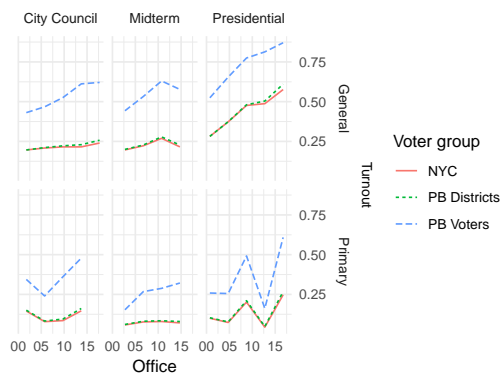 City Council Midterm Presidential
0.75
0.50
0.25
General
0.75
0.50
0.25
Primary
Turnout
00 05 10 15 00 05 10 15 00 05 10 15
Office
Voter group
NYC
PB Districts
PB Voters